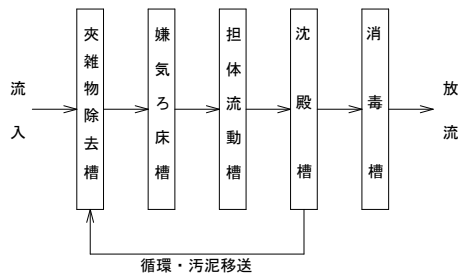 流入
夾雑物除去槽
嫌気ろ床槽
担体流動槽
沈殿槽
消毒槽
放流
循環・汚泥移送